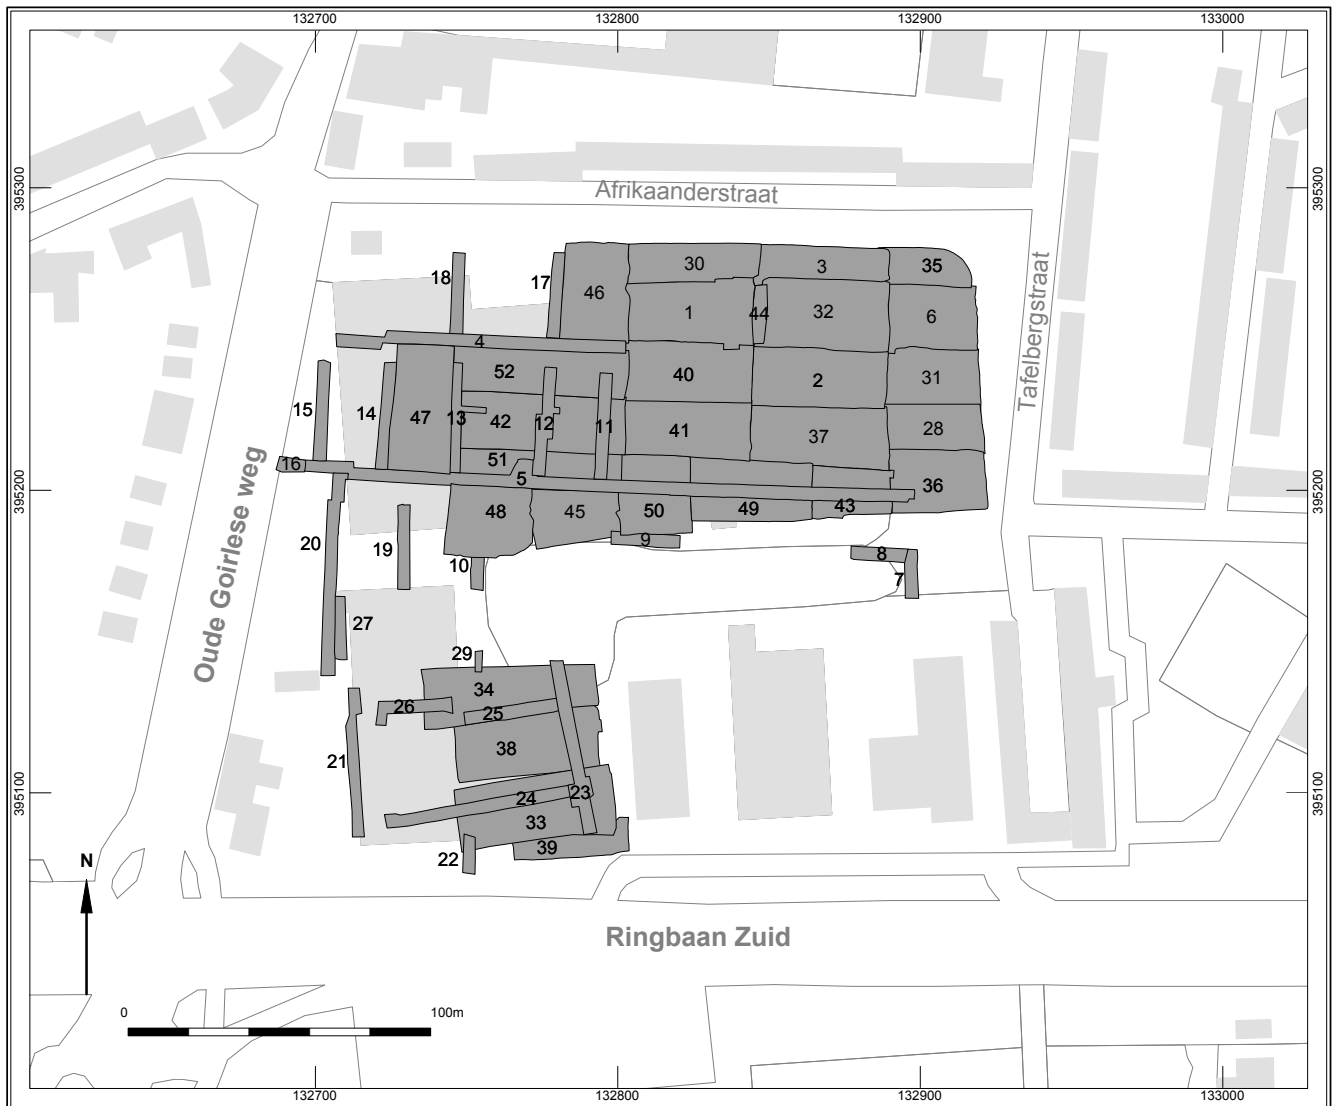 132700 132800 132900 133000
395300 395300
Afrikaanderstraat
Tafelbergstraat
18 17 46 30 3 35
1 44 32 6
4
52 40 2 31
15 14 47 13 42 12 11 41 37 28
16 51 5 36
395200 395200
20 19 48 45 50 49 43
10 9 8 7
Oude Goirlese weg
27
29 34
26 25
21 38
395100 395100
24 23
33
22 39
N
Ringbaan Zuid
0 100m
132700 132800 132900 133000